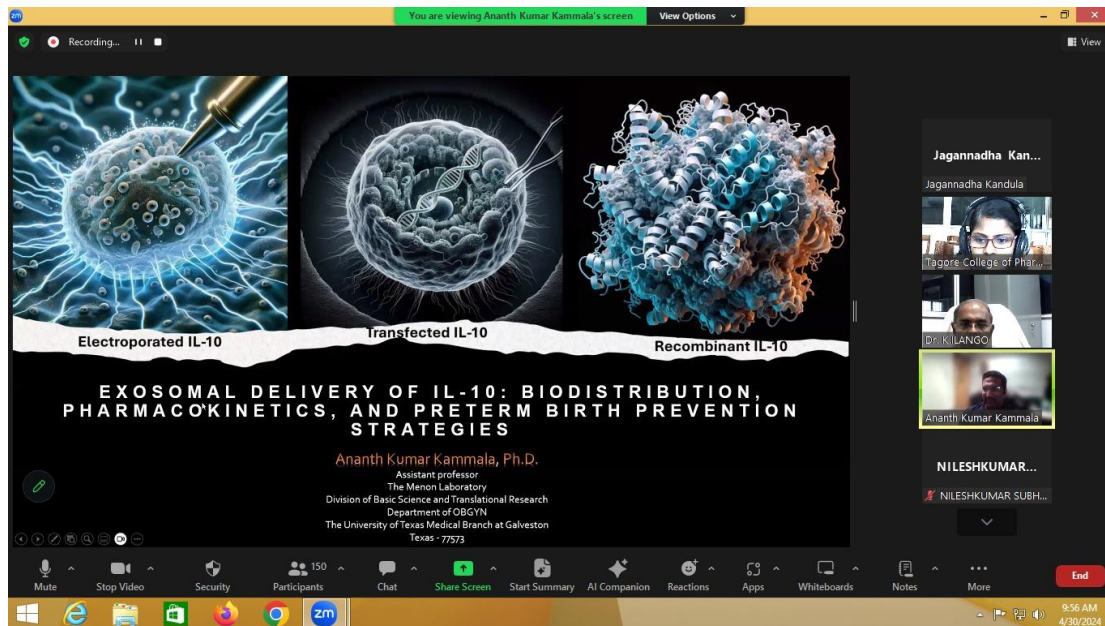 zm
You are viewing Ananth Kumar Kammala's screen
View Options
Recording...
View
Electroporated IL-10
Transfected IL-10
Recombinant IL-10
EXOSOMAL DELIVERY OF IL-10: BIODISTRIBUTION,
PHARMACOKINETICS, AND PRETERM BIRTH PREVENTION
STRATEGIES
Ananth Kumar Kammala, Ph.D.
Assistant professor
The Menon Laboratory
Division of Basic Science and Translational Research
Department of OBGYN
The University of Texas Medical Branch at Galveston
Texas - 77573
Jagannadha Kan...
Jagannadha Kandula
Tagore College of Phar...
Dr. K ILANGO
Ananth Kumar Kammala
NILESHKUMAR...
NILESHKUMAR SUBH...
Mute
Stop Video
Security
Participants
150
Chat
Share Screen
Start Summary
AI Companion
Reactions
Apps
Whiteboards
Notes
More
End
zm
9:56 AM
4/30/2024